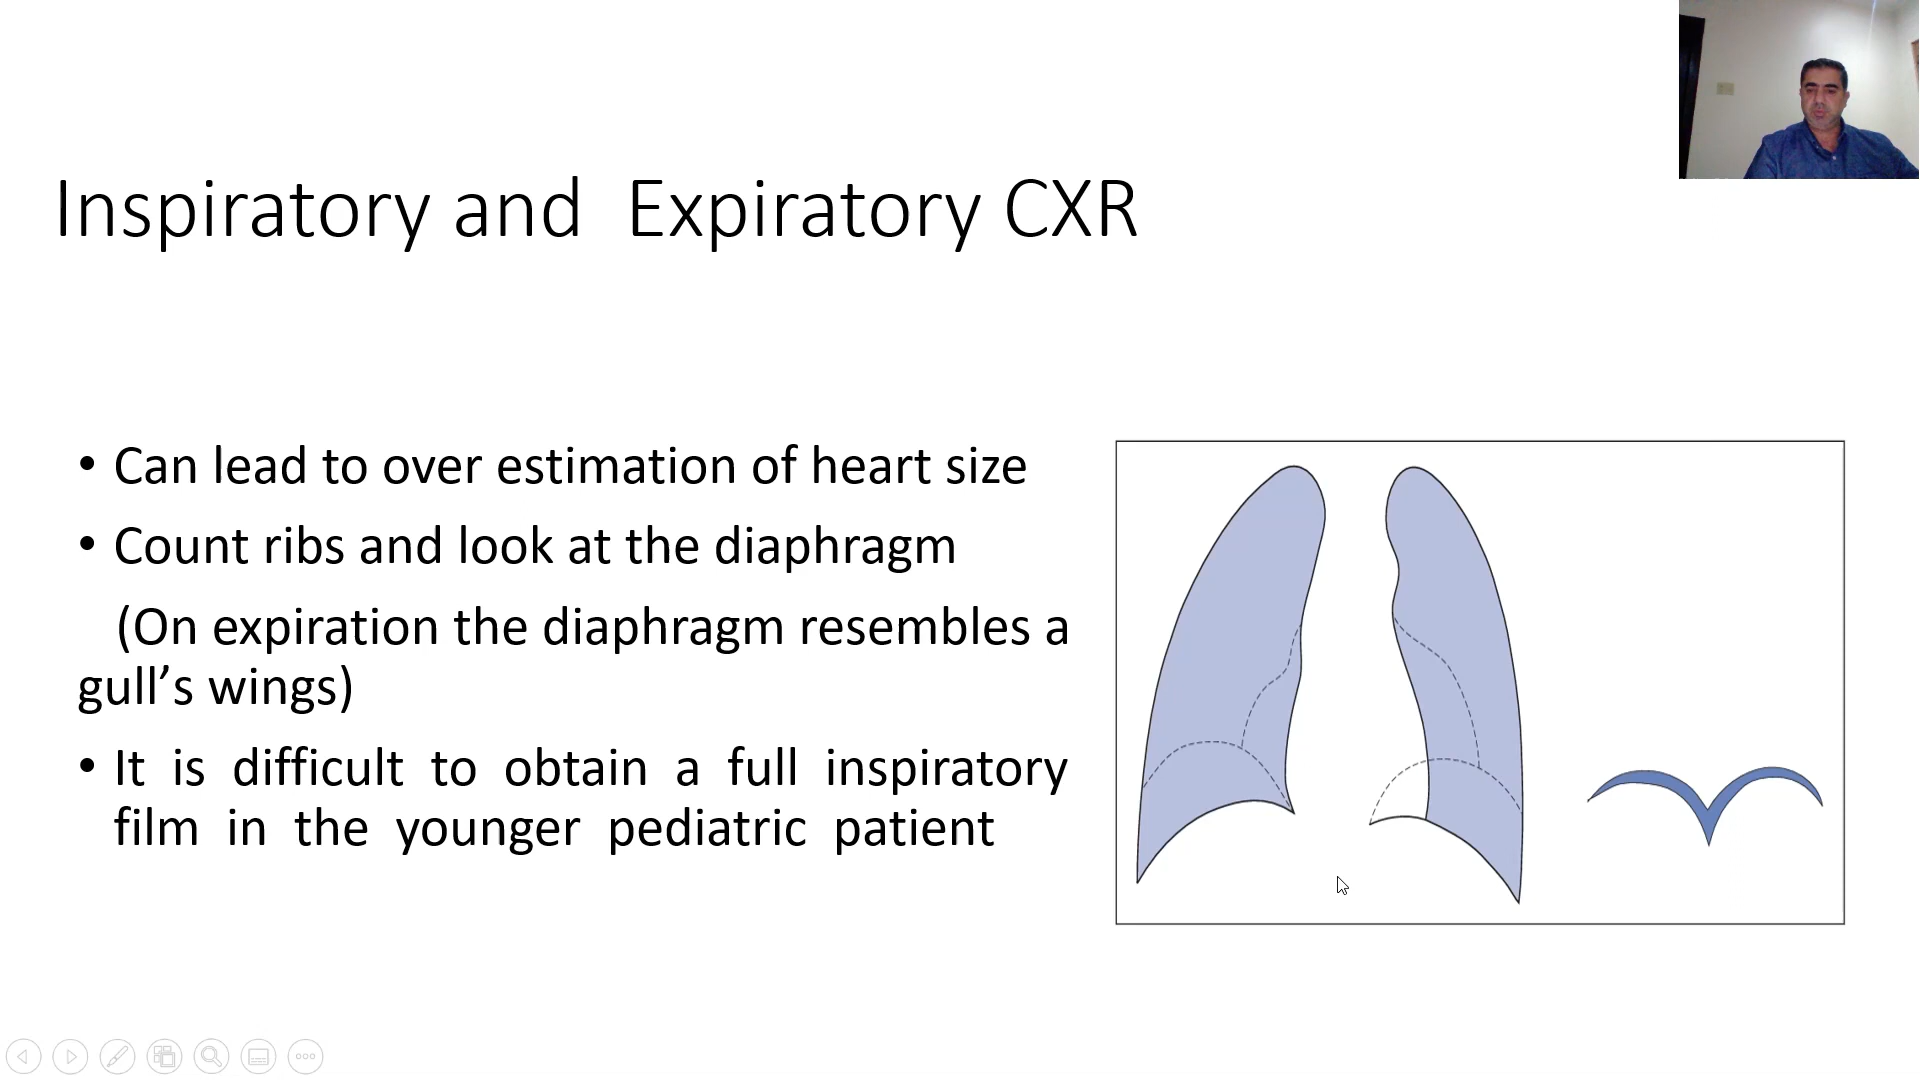 Inspiratory and Expiratory CXR
• Can lead to over estimation of heart size
• Count ribs and look at the diaphragm
(On expiration the diaphragm resembles a
gull’s wings)
• It is difficult to obtain a full inspiratory
film in the younger pediatric patient